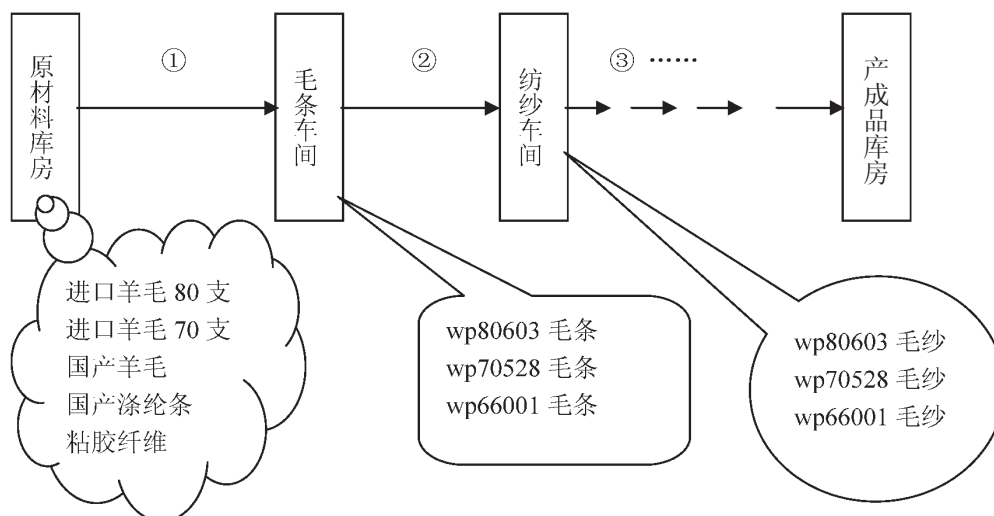 ①
②
③ ……
原材料库房
毛条车间
纺纱车间
产成品库房
进口羊毛 80 支
进口羊毛 70 支
国产羊毛
国产涤纶条
粘胶纤维
wp80603 毛条
wp70528 毛条
wp66001 毛条
wp80603 毛纱
wp70528 毛纱
wp66001 毛纱